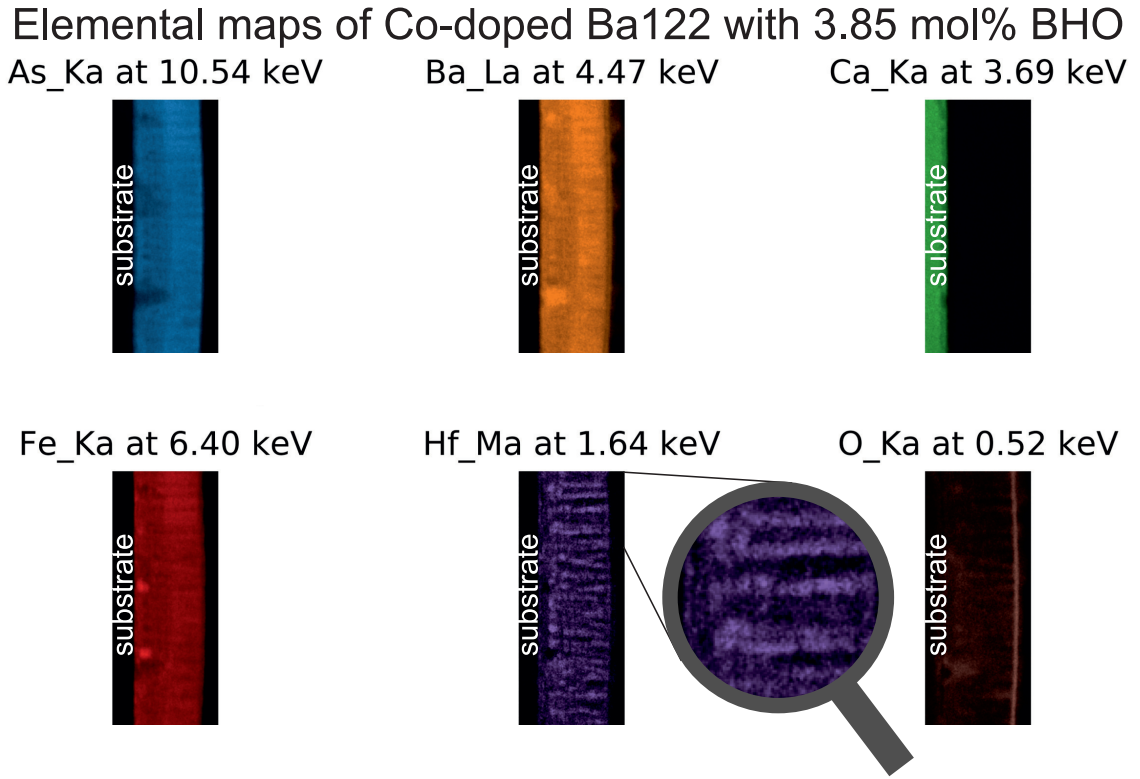 Elemental maps of Co-doped Ba122 with 3.85 mol% BHO
As_Ka at 10.54 keV
Ba_La at 4.47 keV
Ca_Ka at 3.69 keV
substrate
substrate
substrate
Fe_Ka at 6.40 keV
Hf_Ma at 1.64 keV
O_Ka at 0.52 keV
substrate
substrate
substrate